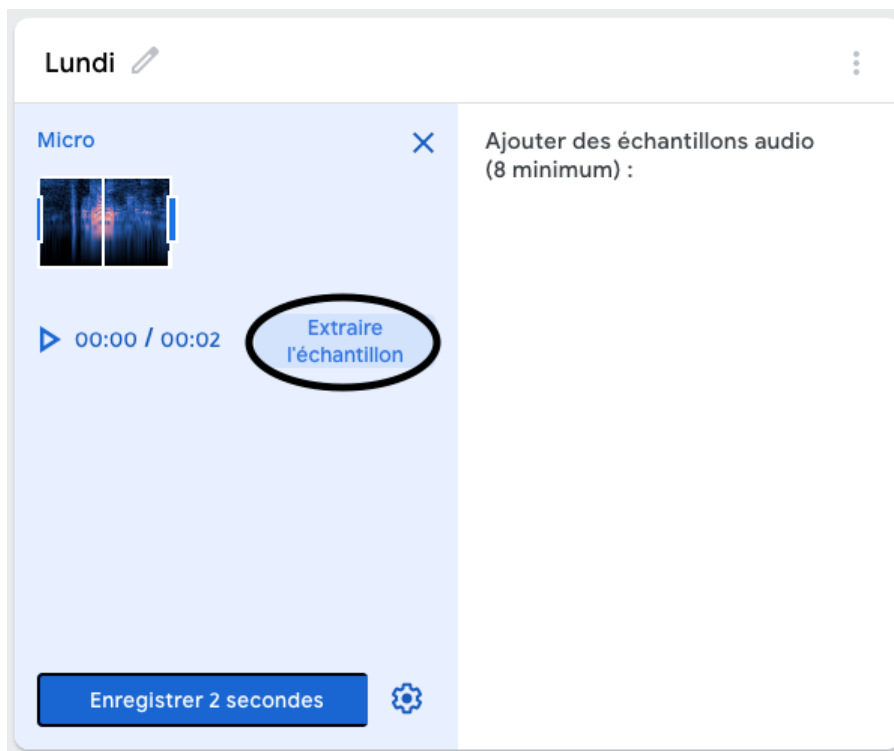 Lundi
Micro
00:00 / 00:02
Extraire
l'échantillon
Enregistrer 2 secondes
Ajouter des échantillons audio
(8 minimum) :